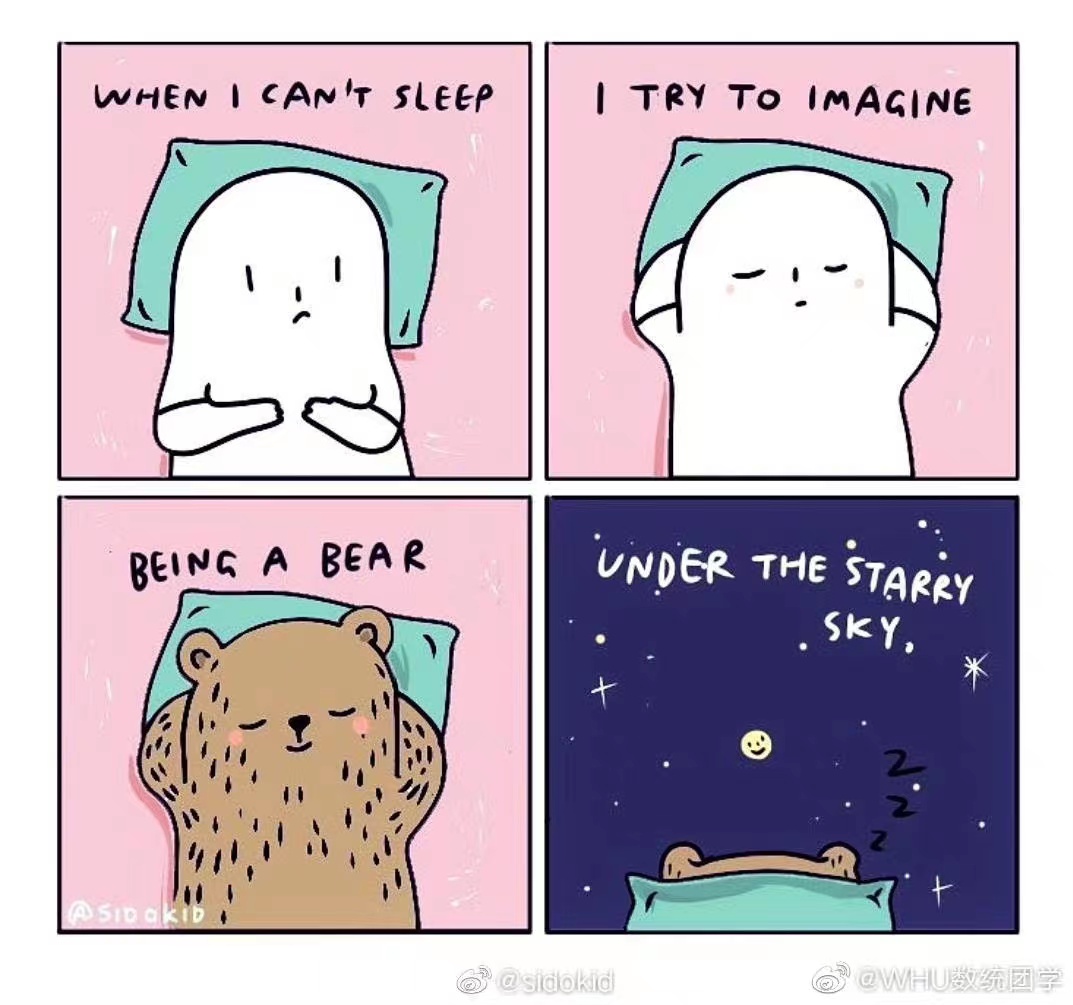 WHEN I CAN'T SLEEP
I TRY TO IMAGINE
BEING A BEAR
@SIDOKID
UNDER THE STARRY
SKY.
Z
Z
Z
@sidokid
@WHU数统团学